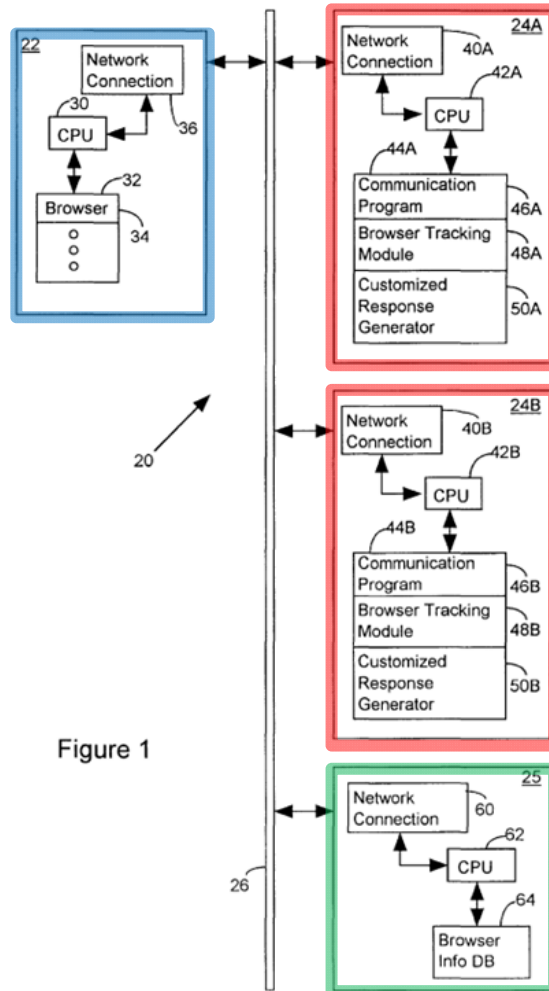 22
Network
Connection
30
36
CPU
32
Browser
34
20
Figure 1
26
24A
Network
Connection
40A
42A
CPU
44A
Communication
Program
46A
Browser Tracking
Module
48A
Customized
Response
Generator
50A
24B
Network
Connection
40B
42B
CPU
44B
Communication
Program
46B
Browser Tracking
Module
48B
Customized
Response
Generator
50B
25
Network
Connection
60
62
CPU
64
Browser
Info DB